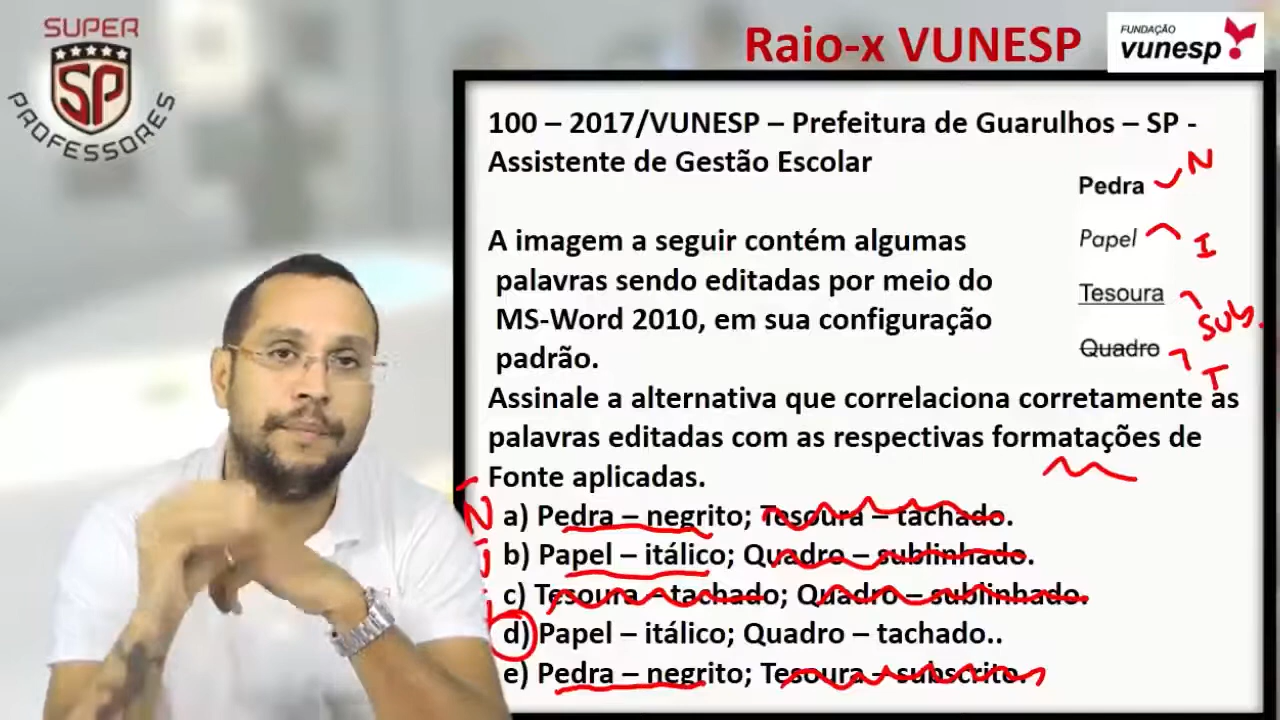 SUPER
SP
PROFESSORES
Raio-x VUNESP
FUNDAÇÃO
vunesp
100 – 2017/VUNESP – Prefeitura de Guarulhos – SP -
Assistente de Gestão Escolar
Pedra N
Papel I
Tesoura Sub.
Quadro T
A imagem a seguir contém algumas
palavras sendo editadas por meio do
MS-Word 2010, em sua configuração
padrão.
Assinale a alternativa que correlaciona corretamente as
palavras editadas com as respectivas formatações de
Fonte aplicadas.
a) Pedra – negrito; Tesoura – tachado.
b) Papel – itálico; Quadro – sublinhado.
c) Tesoura – tachado; Quadro – sublinhado.
d) Papel – itálico; Quadro – tachado..
e) Pedra – negrito; Tesoura – subscrito.